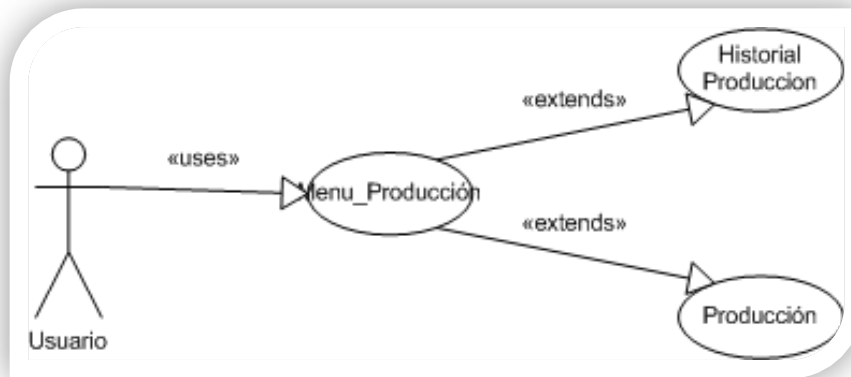 Historial
Produccion
«extends»
«uses»
Menu_Producción
«extends»
Producción
Usuario